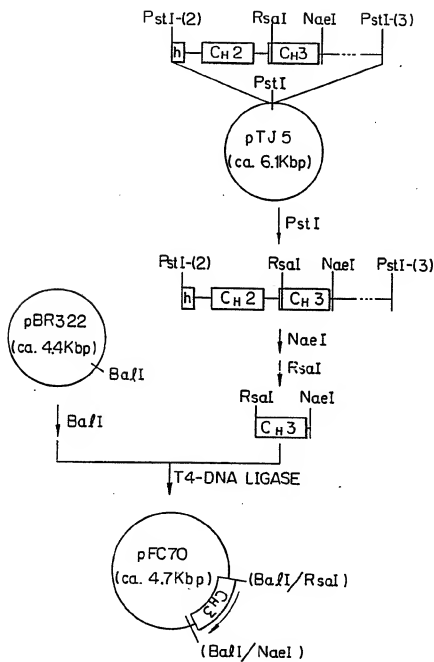 PstI-(2) RsaI NaeI PstI-(3)
h CH2 CH3
PstI
pTJ5
(ca. 6.1Kbp)
PstI
PstI-(2) RsaI NaeI PstI-(3)
h CH2 CH3
pBR322
(ca. 4.4Kbp)
BalI
NaeI
RsaI
RsaI NaeI
CH3
BalI
T4-DNA LIGASE
pFC70
(ca. 4.7Kbp)
CH3
(BalI/RsaI)
(BalI/NaeI)